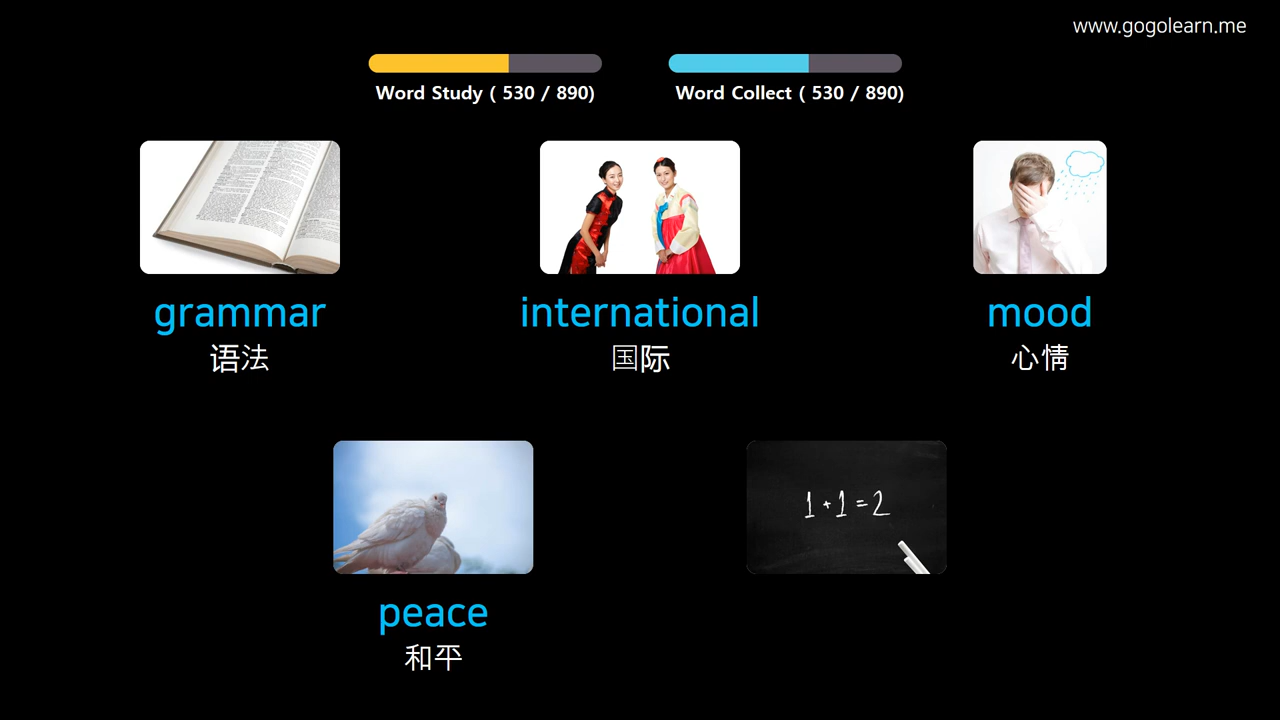 www.gogolearn.me
Word Study ( 530 / 890)
Word Collect ( 530 / 890)
grammar
语法
international
国际
mood
心情
peace
和平
1+1=2